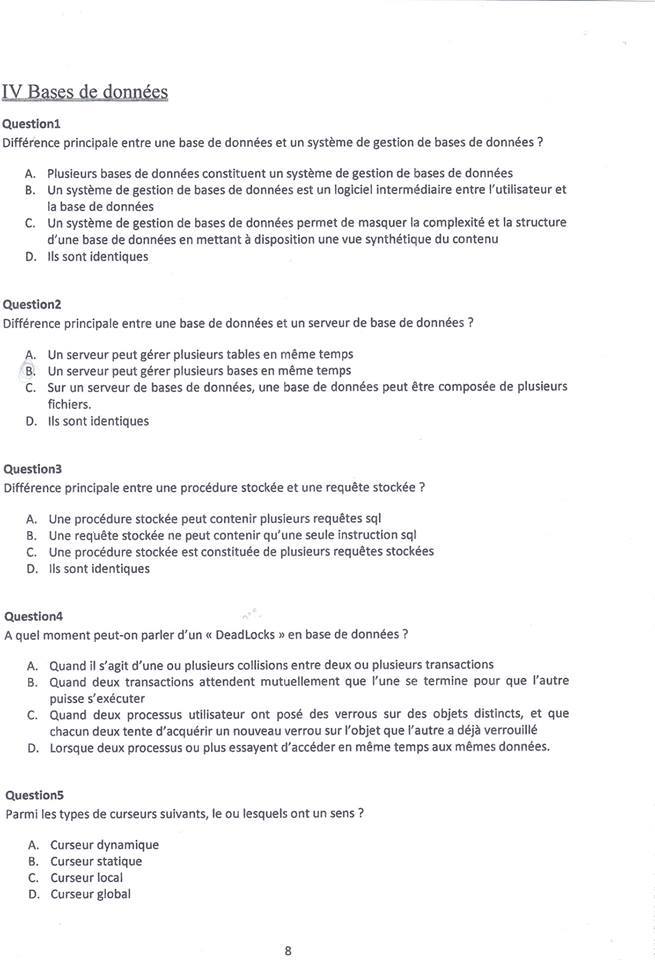 IV Bases de données
Question1
Différence principale entre une base de données et un système de gestion de bases de données ?
A. Plusieurs bases de données constituent un système de gestion de bases de données
B. Un système de gestion de bases de données est un logiciel intermédiaire entre l'utilisateur et
la base de données
C. Un système de gestion de bases de données permet de masquer la complexité et la structure
d'une base de données en mettant à disposition une vue synthétique du contenu
D. Ils sont identiques
Question2
Différence principale entre une base de données et un serveur de base de données ?
A. Un serveur peut gérer plusieurs tables en même temps
B. Un serveur peut gérer plusieurs bases en même temps
C. Sur un serveur de bases de données, une base de données peut être composée de plusieurs
fichiers.
D. Ils sont identiques
Question3
Différence principale entre une procédure stockée et une requête stockée ?
A. Une procédure stockée peut contenir plusieurs requêtes sql
B. Une requête stockée ne peut contenir qu'une seule instruction sql
C. Une procédure stockée est constituée de plusieurs requêtes stockées
D. Ils sont identiques
Question4
A quel moment peut-on parler d'un « DeadLocks » en base de données ?
A. Quand il s'agit d'une ou plusieurs collisions entre deux ou plusieurs transactions
B. Quand deux transactions attendent mutuellement que l'une se termine pour que l'autre
puisse s'exécuter
C. Quand deux processus utilisateur ont posé des verrous sur des objets distincts, et que
chacun deux tente d'acquérir un nouveau verrou sur l'objet que l'autre a déjà verrouillé
D. Lorsque deux processus ou plus essayent d'accéder en même temps aux mêmes données.
Question5
Parmi les types de curseurs suivants, le ou lesquels ont un sens ?
A. Curseur dynamique
B. Curseur statique
C. Curseur local
D. Curseur global
8